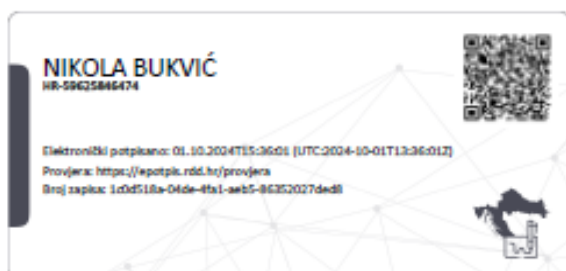 NIKOLA BUKVIĆ
HR-59625846474
Elektronički potpisano: 01.10.2024T15:36:01 (UTC:2024-10-01T13:36:01Z)
Provjera: https://epotpis.rdd.hr/provjera
Broj zapisa: 1c0d518a-04de-4fa1-aeb5-86352027ded8